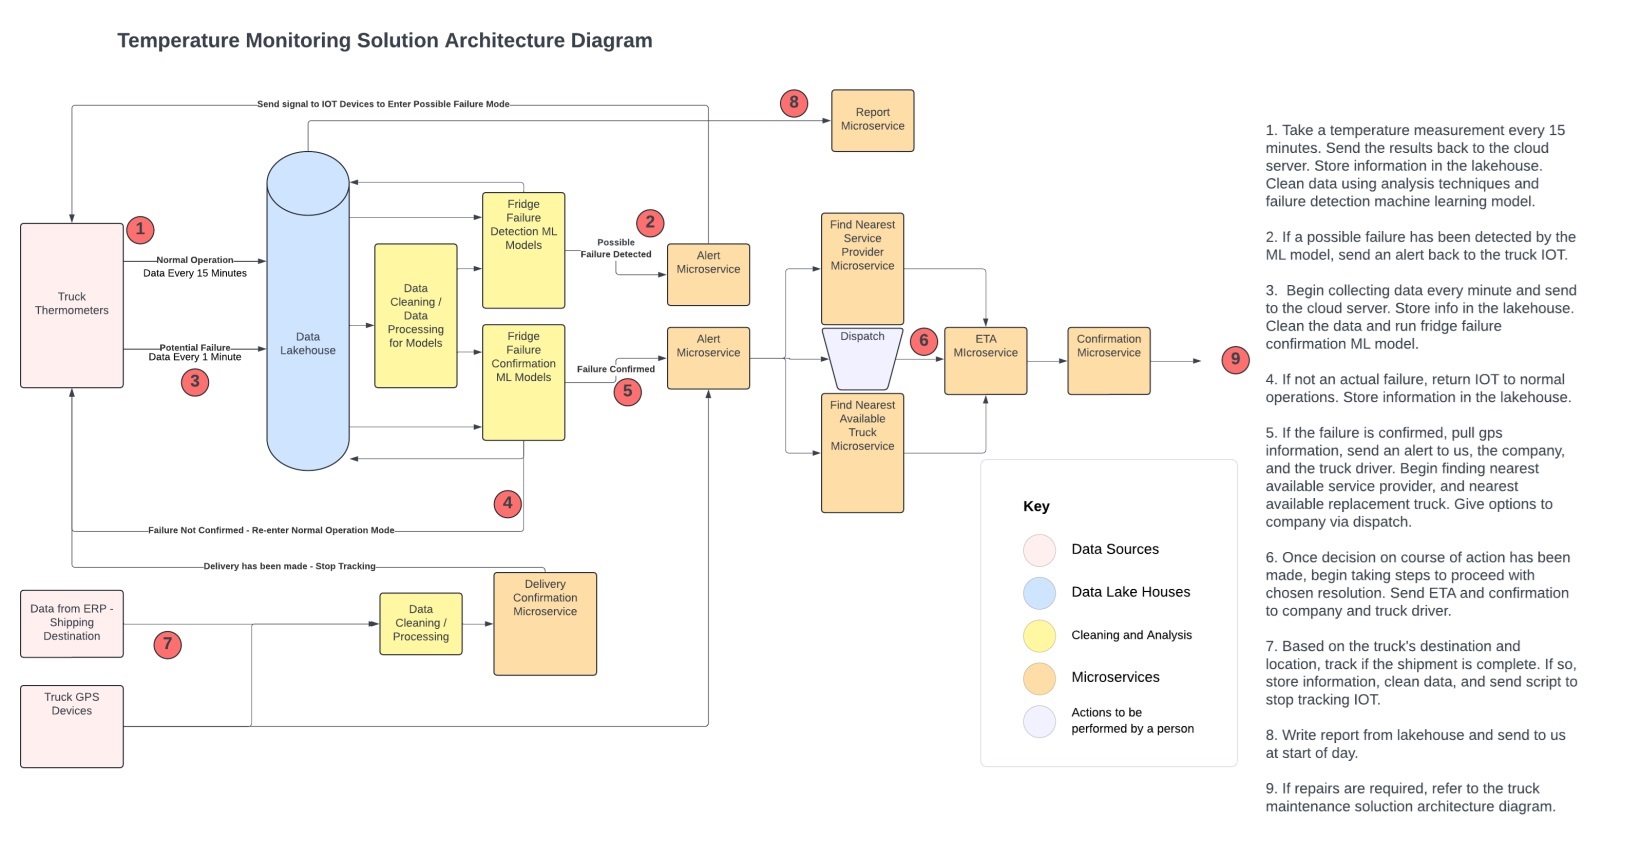 Temperature Monitoring Solution Architecture Diagram
Send signal to IOT Devices to Enter Possible Failure Mode
8
Report
Microservice
1
Truck
Thermometers
Normal Operation
Data Every 15 Minutes
Potential Failure
Data Every 1 Minute
3
Data
Lakehouse
Data
Cleaning /
Data
Processing
for Models
Fridge
Failure
Detection ML
Models
Fridge
Failure
Confirmation
ML Models
2
Possible
Failure Detected
Alert
Microservice
Failure Confirmed
5
Alert
Microservice
Find Nearest
Service
Provider
Microservice
Dispatch
Find Nearest
Available
Truck
Microservice
6
ETA
MIcroservice
Confirmation
Microservice
9
4
Failure Not Confirmed - Re-enter Normal Operation Mode
Delivery has been made - Stop Tracking
Data from ERP -
Shipping
Destination
7
Data
Cleaning /
Processing
Delivery
Confirmation
Microservice
Truck GPS
Devices
Key
Data Sources
Data Lake Houses
Cleaning and Analysis
Microservices
Actions to be
performed by a person
1. Take a temperature measurement every 15
minutes. Send the results back to the cloud
server. Store information in the lakehouse.
Clean data using analysis techniques and
failure detection machine learning model.
2. If a possible failure has been detected by the
ML model, send an alert back to the truck IOT.
3. Begin collecting data every minute and send
to the cloud server. Store info in the lakehouse.
Clean the data and run fridge failure
confirmation ML model.
4. If not an actual failure, return IOT to normal
operations. Store information in the lakehouse.
5. If the failure is confirmed, pull gps
information, send an alert to us, the company,
and the truck driver. Begin finding nearest
available service provider, and nearest
available replacement truck. Give options to
company via dispatch.
6. Once decision on course of action has been
made, begin taking steps to proceed with
chosen resolution. Send ETA and confirmation
to company and truck driver.
7. Based on the truck's destination and
location, track if the shipment is complete. If so,
store information, clean data, and send script to
stop tracking IOT.
8. Write report from lakehouse and send to us
at start of day.
9. If repairs are required, refer to the truck
maintenance soluction architecture diagram.